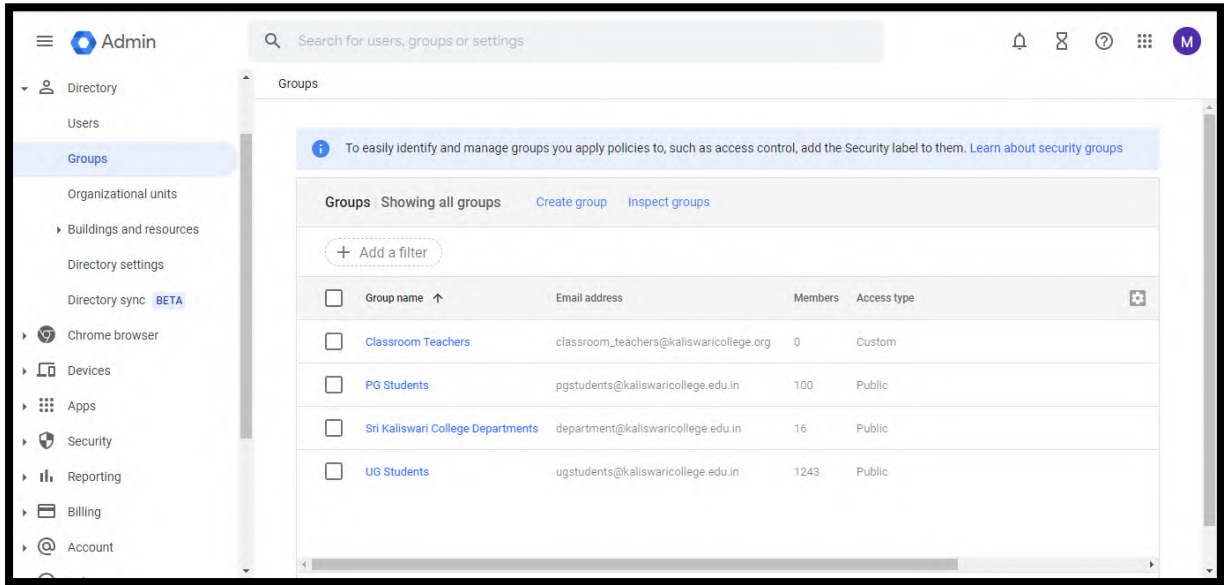 Admin
Search for users, groups or settings
M
Directory
Users
Groups
Organizational units
Buildings and resources
Directory settings
Directory sync BETA
Chrome browser
Devices
Apps
Security
Reporting
Billing
Account
Groups
To easily identify and manage groups you apply policies to, such as access control, add the Security label to them. Learn about security groups
Groups Showing all groups Create group Inspect groups
+ Add a filter
Group name Email address Members Access type
Classroom Teachers classroom_teachers@kaliswaricollege.org 0 Custom
PG Students pgstudents@kaliswaricollege.edu.in 100 Public
Sri Kaliswari College Departments department@kaliswaricollege.edu.in 16 Public
UG Students ugstudents@kaliswaricollege.edu.in 1243 Public